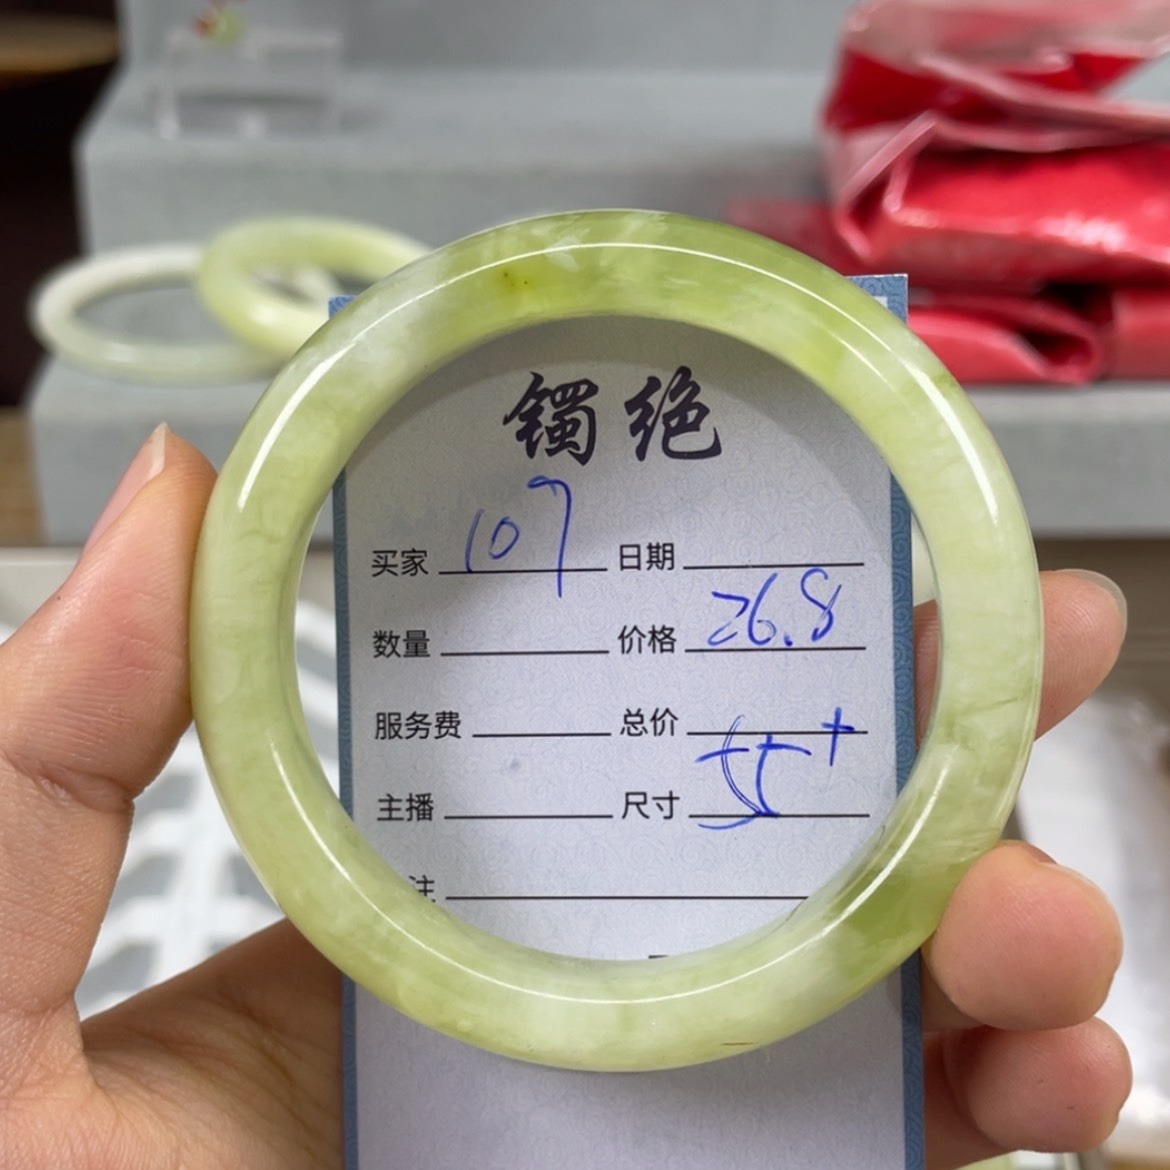 镯绝
买家 107 日期
数量 价格 26.8
服务费 总价
主播 尺寸 55+
注